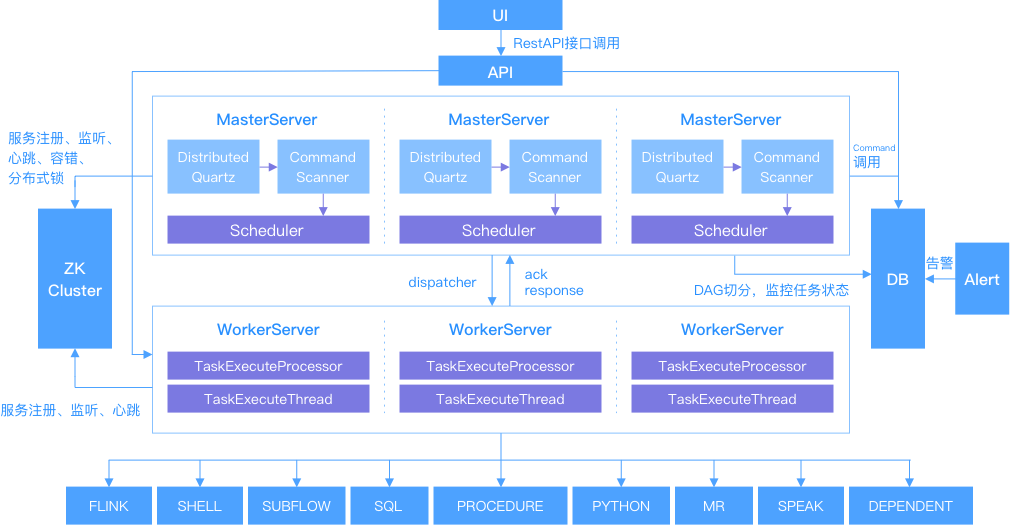 UI
RestAPI接口调用
API
服务注册、监听、
心跳、容错、
分布式锁
MasterServer
Distributed
Quartz
Command
Scanner
Scheduler
MasterServer
Distributed
Quartz
Command
Scanner
Scheduler
MasterServer
Distributed
Quartz
Command
Scanner
Scheduler
Command
调用
ZK
Cluster
dispatcher
ack
response
DAG切分，监控任务状态
DB
告警
Alert
WorkerServer
TaskExecuteProcessor
TaskExecuteThread
WorkerServer
TaskExecuteProcessor
TaskExecuteThread
WorkerServer
TaskExecuteProcessor
TaskExecuteThread
服务注册、监听、心跳
FLINK
SHELL
SUBFLOW
SQL
PROCEDURE
PYTHON
MR
SPEAK
DEPENDENT